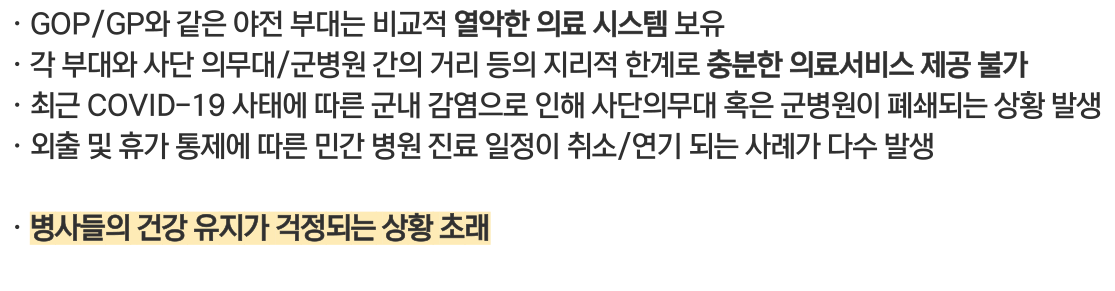 · GOP/GP와 같은 야전 부대는 비교적 열악한 의료 시스템 보유
· 각 부대와 사단 의무대/군병원 간의 거리 등의 지리적 한계로 충분한 의료서비스 제공 불가
· 최근 COVID-19 사태에 따른 군내 감염으로 인해 사단의무대 혹은 군병원이 폐쇄되는 상황 발생
· 외출 및 휴가 통제에 따른 민간 병원 진료 일정이 취소/연기 되는 사례가 다수 발생
· 병사들의 건강 유지가 걱정되는 상황 초래